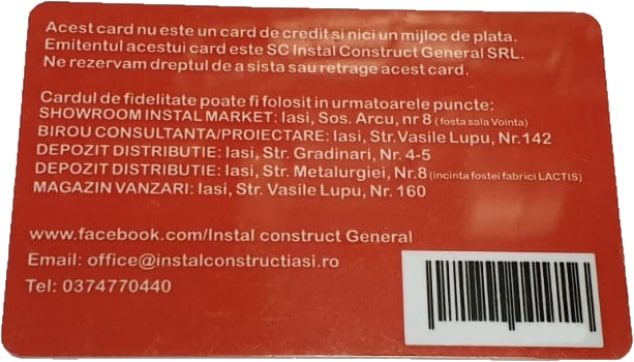 Acest card nu este un card de credit si nici un mijloc de plata.
Emitentul acestui card este SC Instal Construct General SRL.
Ne rezervam dreptul de a sista sau retrage acest card.
Cardul de fidelitate poate fi folosit in urmatoarele puncte:
SHOWROOM INSTAL MARKET: Iasi, Sos. Arcu, nr 8 (fosta sala Vointa)
BIROU CONSULTANTA/PROIECTARE: Iasi, Str.Vasile Lupu, Nr.142
DEPOZIT DISTRIBUTIE: Iasi, Str. Gradinari, Nr. 4-5
DEPOZIT DISTRIBUTIE: Iasi, Str. Metalurgiei, Nr.8 (incinta fostei fabrici LACTIS)
MAGAZIN VANZARI: Iasi, Str. Vasile Lupu, Nr. 160
www.facebook.com/Instal construct General
Email: office@instalconstructiasi.ro
Tel: 0374770440